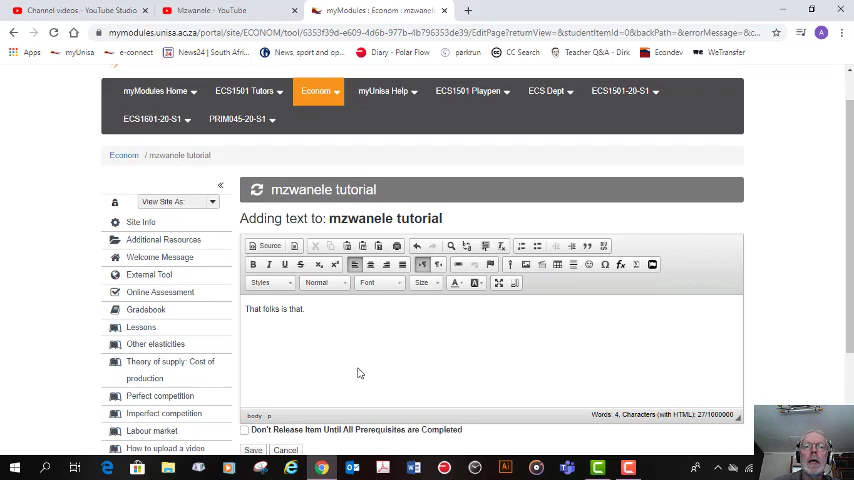 Channel videos - YouTube Studio
Mzwanele - YouTube
myModules : Econom : mzwanele
mymodules.unisa.ac.za/portal/site/ECONOM/tool/6353f39d-e609-4d6b-977b-4b796353de39/EditPage?returnView=&studentItemId=0&backPath=&errorMessage=&c...
Apps myUnisa e-connect News24 | South Afri... News, sport and op... Diary - Polar Flow parkrun CC Search Teacher Q&A - Dirk Econdev WeTransfer
myModules Home ECS1501 Tutors Econom myUnisa Help ECS1501 Playpen ECS Dept ECS1501-20-S1
ECS1601-20-S1 PRIM045-20-S1
Econom / mzwanele tutorial
View Site As:
Site Info
Additional Resources
Welcome Message
External Tool
Online Assessment
Gradebook
Lessons
Other elasticities
Theory of supply: Cost of
production
Perfect competition
Imperfect competition
Labour market
How to upload a video
mzwanele tutorial
Adding text to: mzwanele tutorial
Source
Styles Normal Font Size
That folks is that.
body p
Words: 4, Characters (with HTML): 27/1000000
Don't Release Item Until All Prerequisites are Completed
Save Cancel